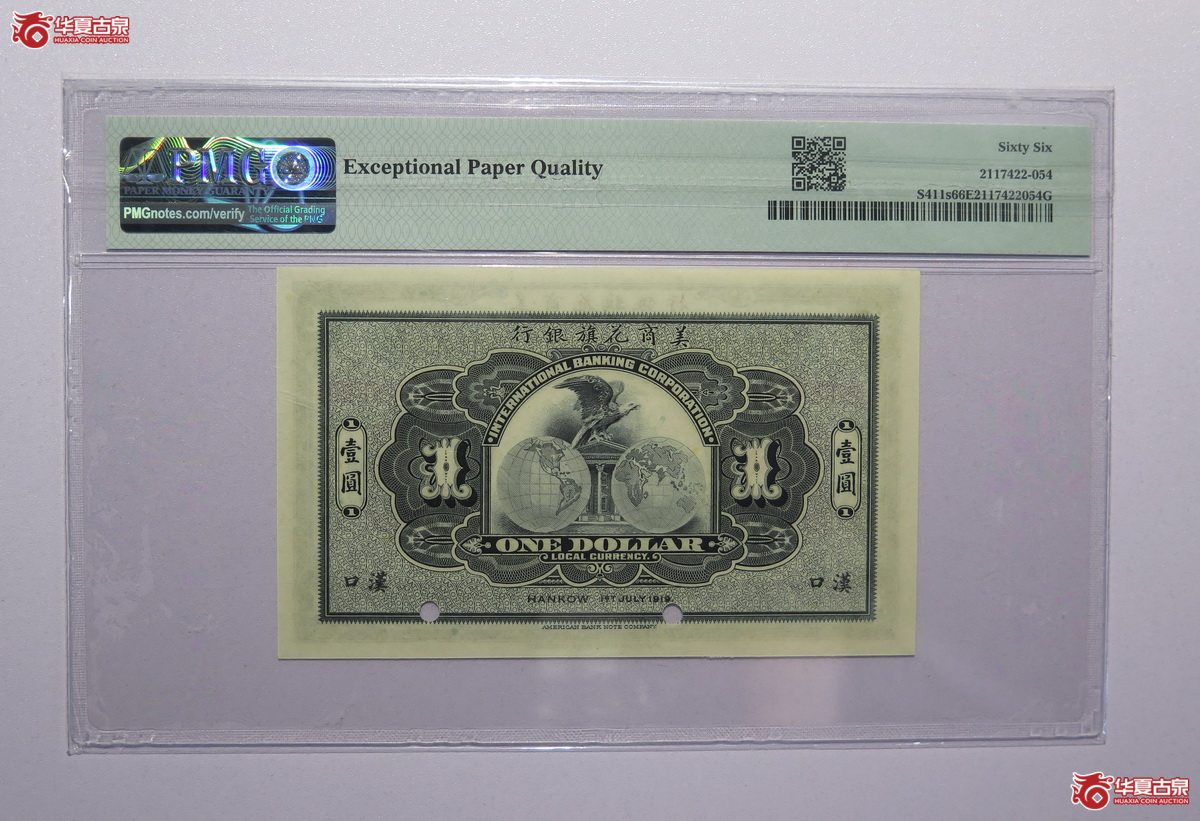 华夏古泉
HUAXIA COIN AUCTION
PMG
PAPER MONEY GUARANTY
PMGnotes.com/verify
The Official Grading
Service of the PNG
Exceptional Paper Quality
Sixty Six
2117422-054
S411s66E2117422054G
行銀旗花商美
INTERNATIONAL BANKING CORPORATION
1
壹圓
1
1
1
1
壹圓
1
ONE DOLLAR
LOCAL CURRENCY.
口漢
口漢
HANKOW 1ST JULY 1919.
AMERICAN BANK NOTE COMPANY.
华夏古泉
HUAXIA COIN AUCTION